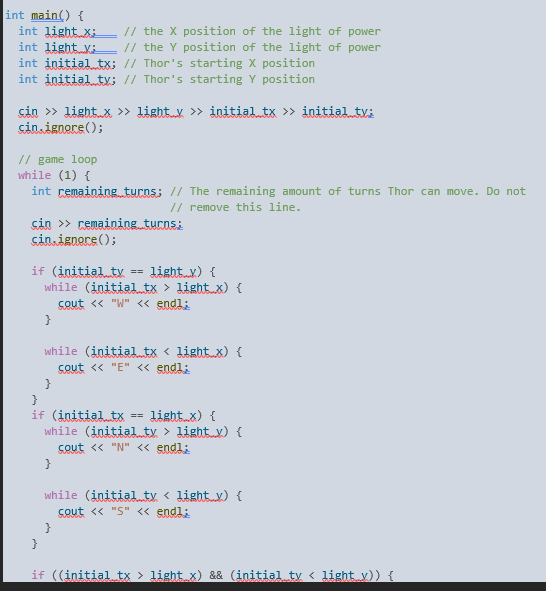 int main() {
  int light_x;   // the X position of the light of power
  int light_y;   // the Y position of the light of power
  int initial_tx; // Thor's starting X position
  int initial_ty; // Thor's starting Y position

  cin >> light_x >> light_y >> initial_tx >> initial_ty;
  cin.ignore();

  // game loop
  while (1) {
    int remaining_turns; // The remaining amount of turns Thor can move. Do not
                         // remove this line.
    cin >> remaining_turns;
    cin.ignore();

    if (initial_ty == light_y) {
      while (initial_tx > light_x) {
        cout << "W" << endl;
      }

      while (initial_tx < light_x) {
        cout << "E" << endl;
      }
    }
    if (initial_tx == light_x) {
      while (initial_ty > light_y) {
        cout << "N" << endl;
      }

      while (initial_ty < light_y) {
        cout << "S" << endl;
      }
    }

    if ((initial_tx > light_x) && (initial_ty < light_y)) {